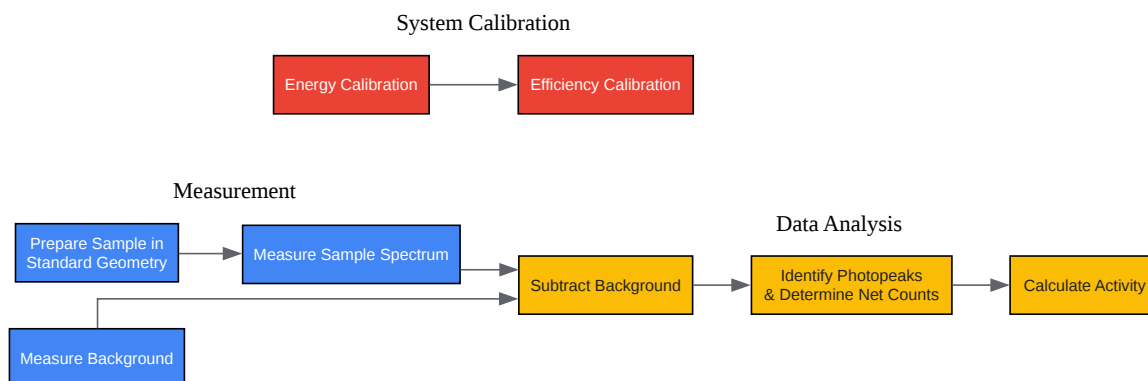 System Calibration
Energy Calibration
Efficiency Calibration
Measurement
Prepare Sample in
Standard Geometry
Measure Sample Spectrum
Measure Background
Data Analysis
Subtract Background
Identify Photopeaks
& Determine Net Counts
Calculate Activity